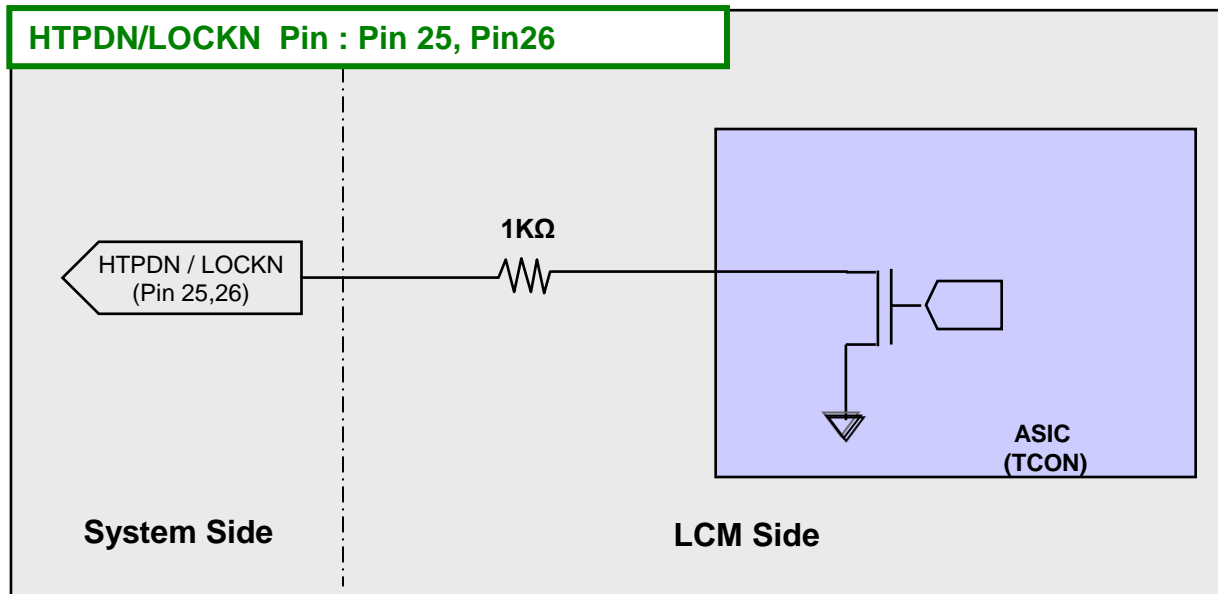 HTPDN/LOCKN Pin : Pin 25, Pin26
1KΩ
HTPDN / LOCKN
(Pin 25,26)
ASIC
(TCON)
System Side
LCM Side